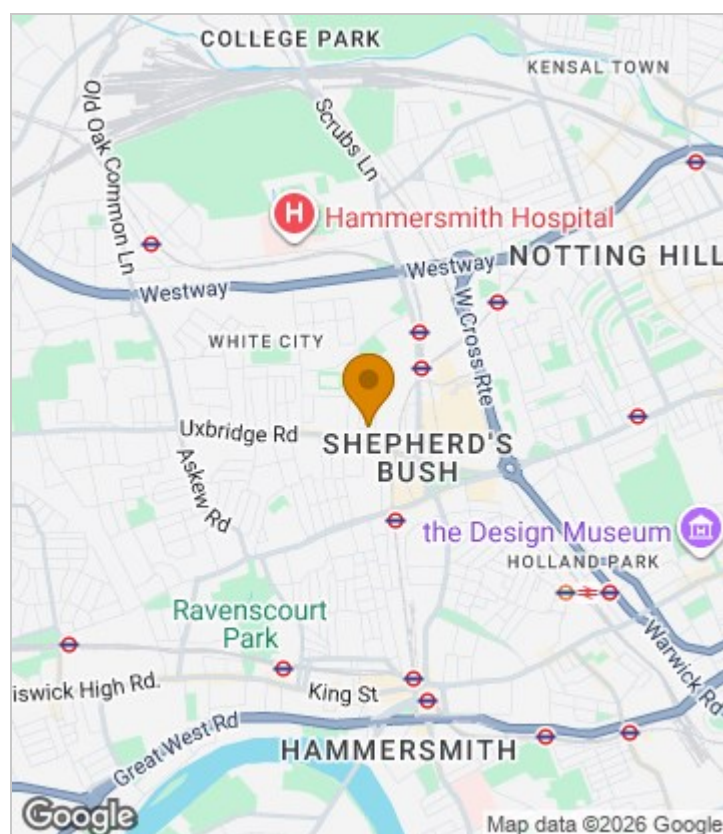 COLLEGE PARK
KENSAL TOWN
Old Oak Common Ln
Scrubs Ln
H
Hammersmith Hospital
NOTTING HILL
Westway
Westway
W Cross Rte
WHITE CITY
Uxbridge Rd
SHEPHERD'S
BUSH
Askew Rd
the Design Museum
HOLLAND PARK
Ravenscourt
Park
Warwick Rd
iswick High Rd.
King St
Great West Rd
HAMMERSMITH
Google
Map data ©2026 Google